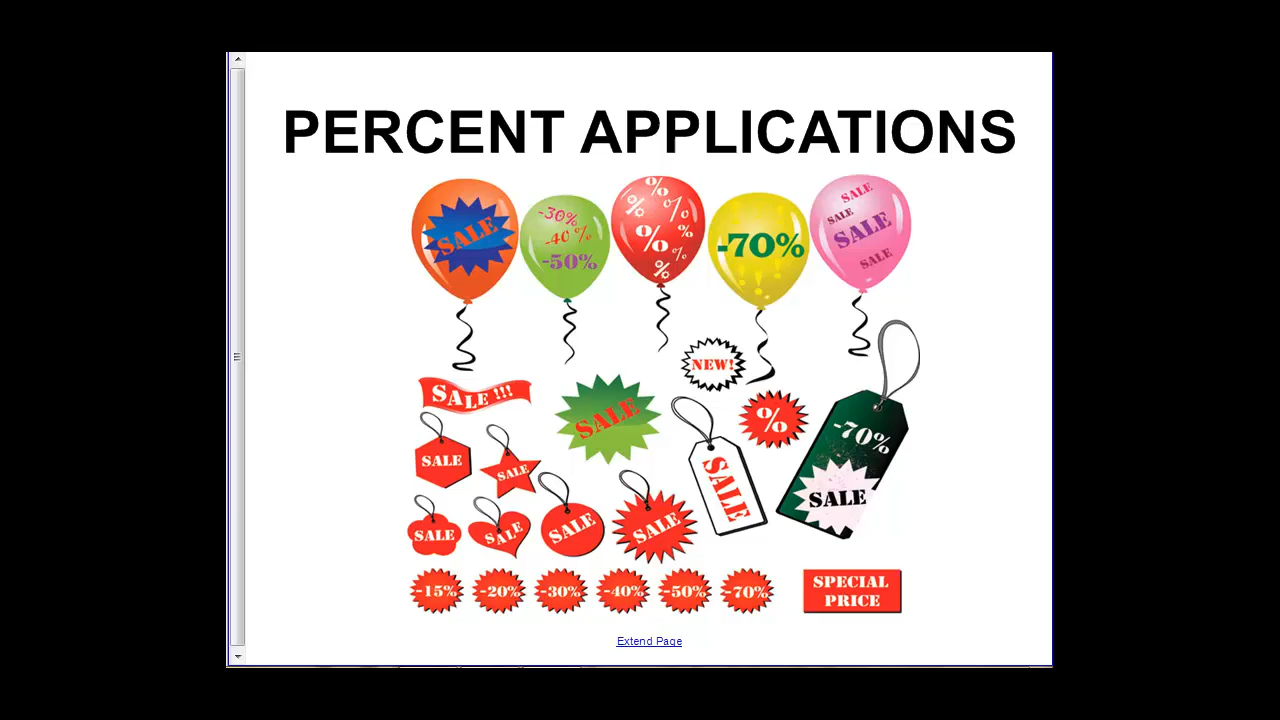 PERCENT APPLICATIONS
SALE
-30%
-40%
-50%
%
%
%
%
%
%
%
-70%
SALE
SALE
SALE
SALE
NEW!
SALE !!!
SALE
%
-70%
SALE
SALE
SALE
SALE
SALE
SALE
SALE
SALE
-15%
-20%
-30%
-40%
-50%
-70%
SPECIAL
PRICE
Extend Page